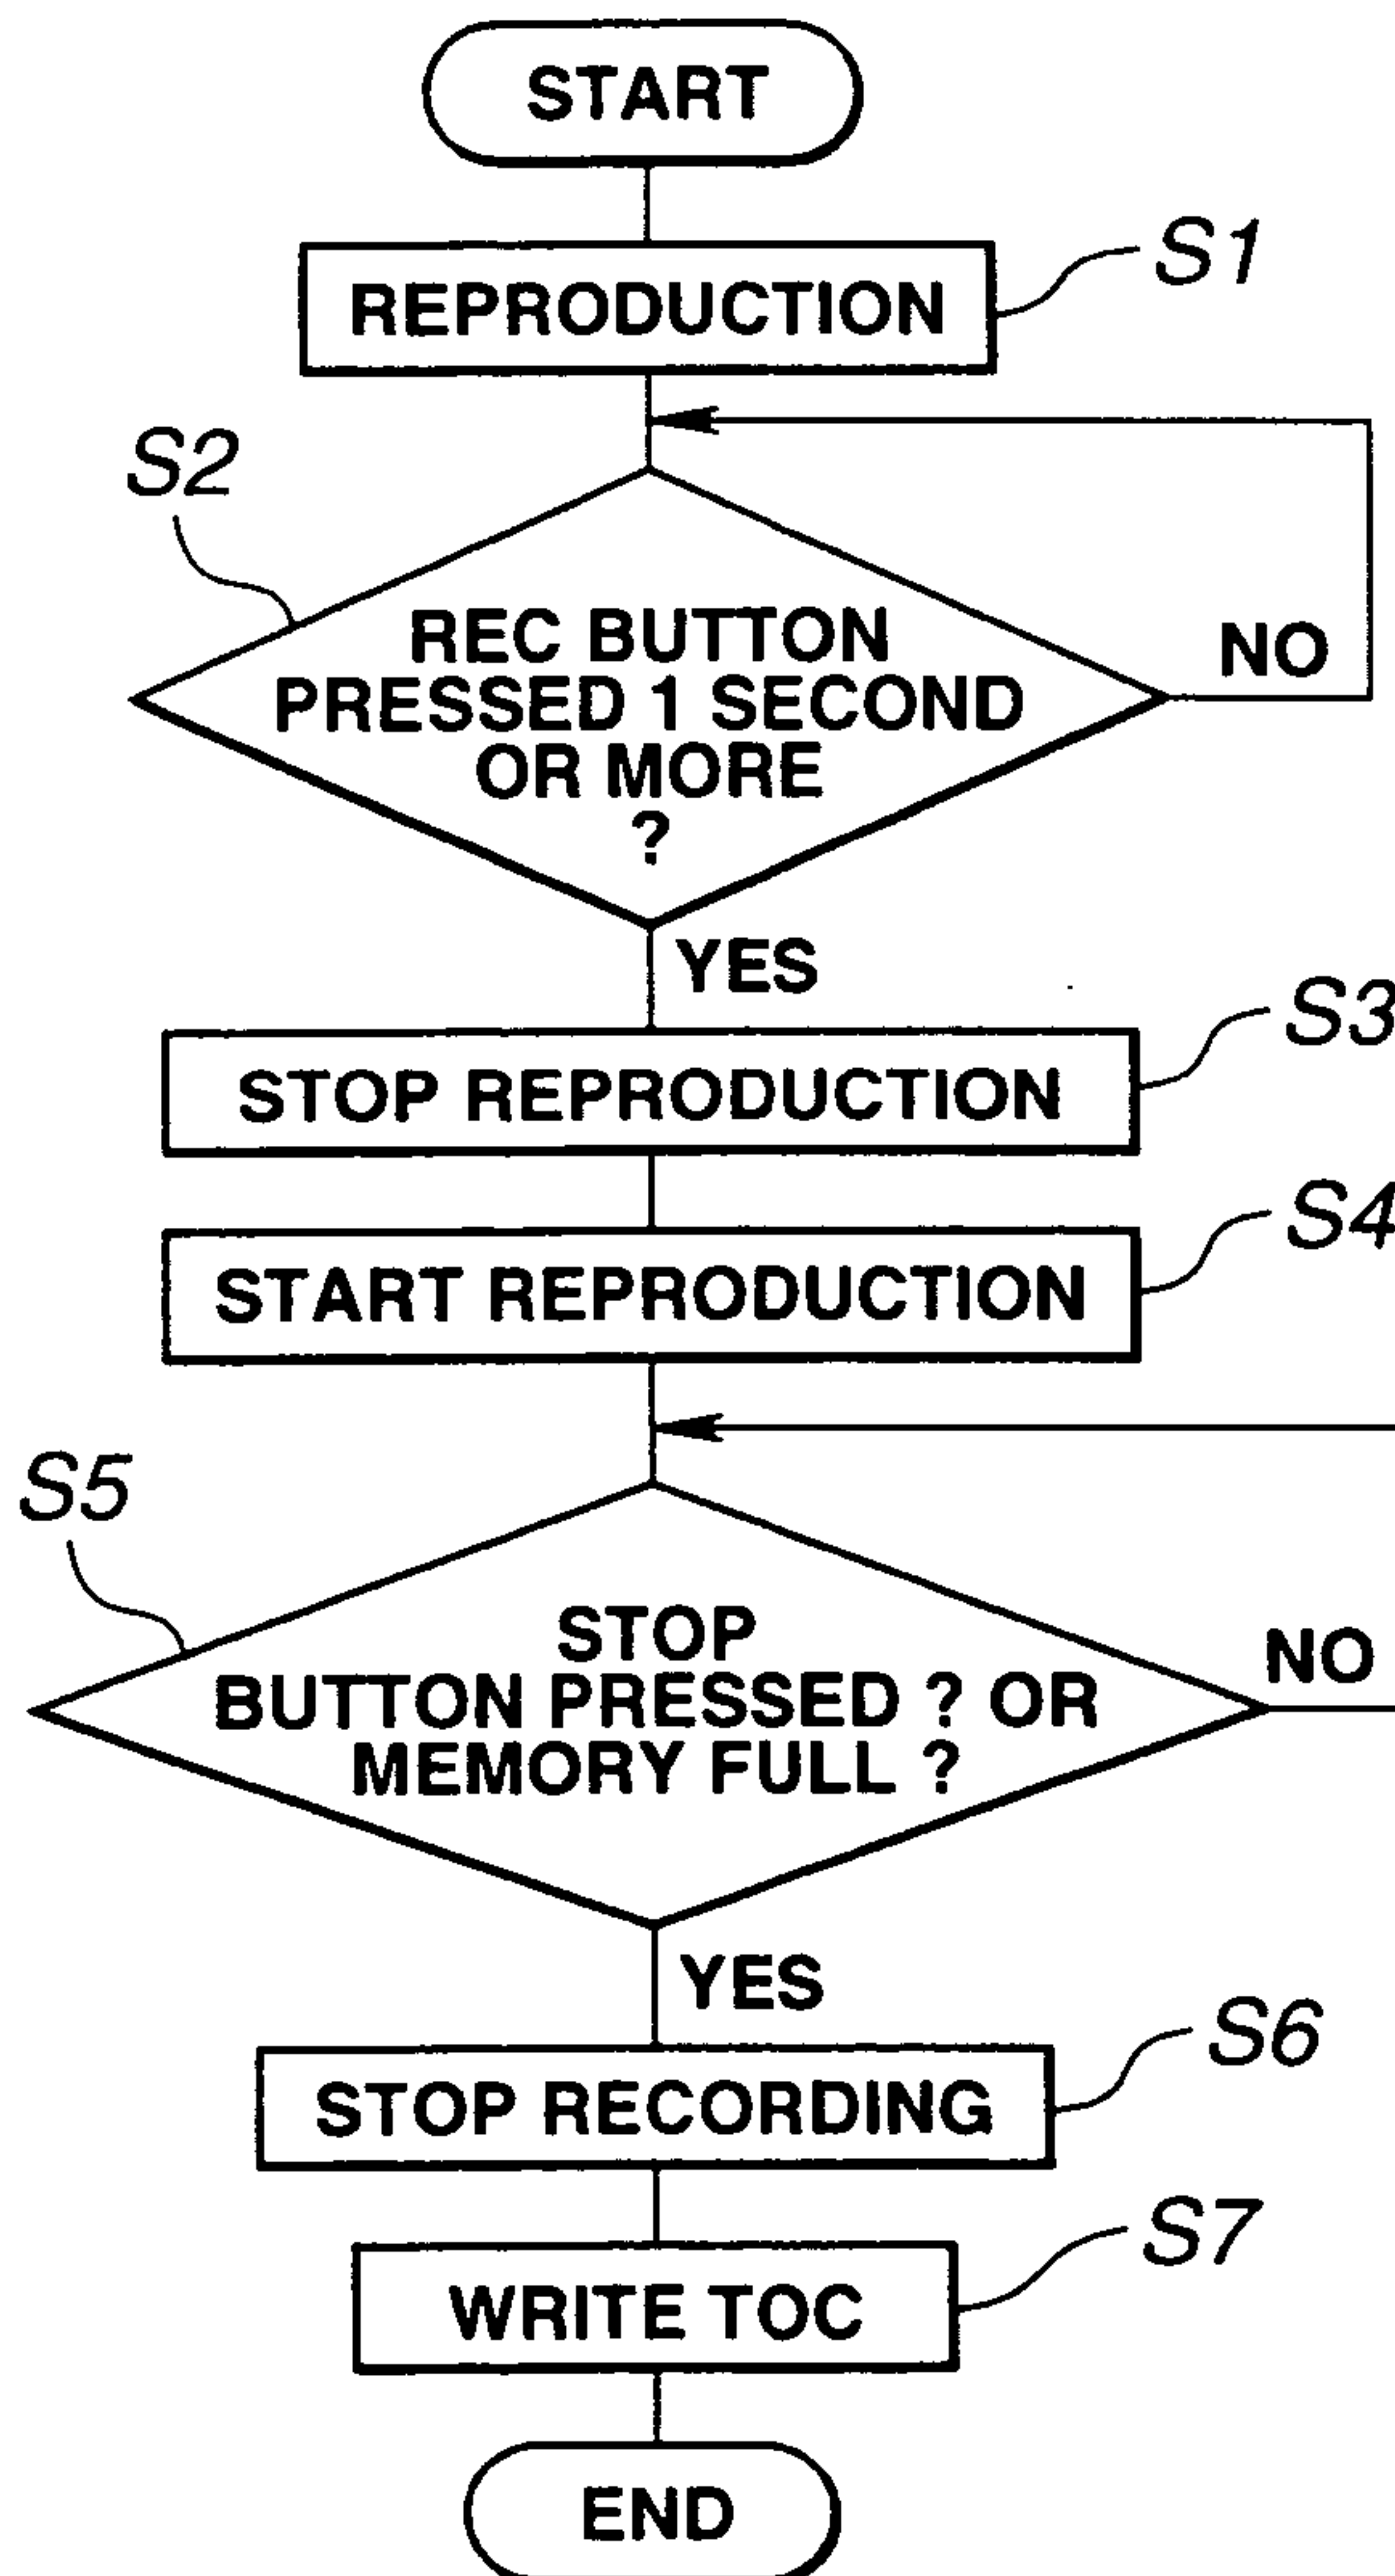 START
REPRODUCTION
S1
S2
REC BUTTON
PRESSED 1 SECOND
OR MORE
?
NO
YES
STOP REPRODUCTION
S3
START REPRODUCTION
S4
S5
STOP
BUTTON PRESSED ? OR
MEMORY FULL ?
NO
YES
STOP RECORDING
S6
WRITE TOC
S7
END